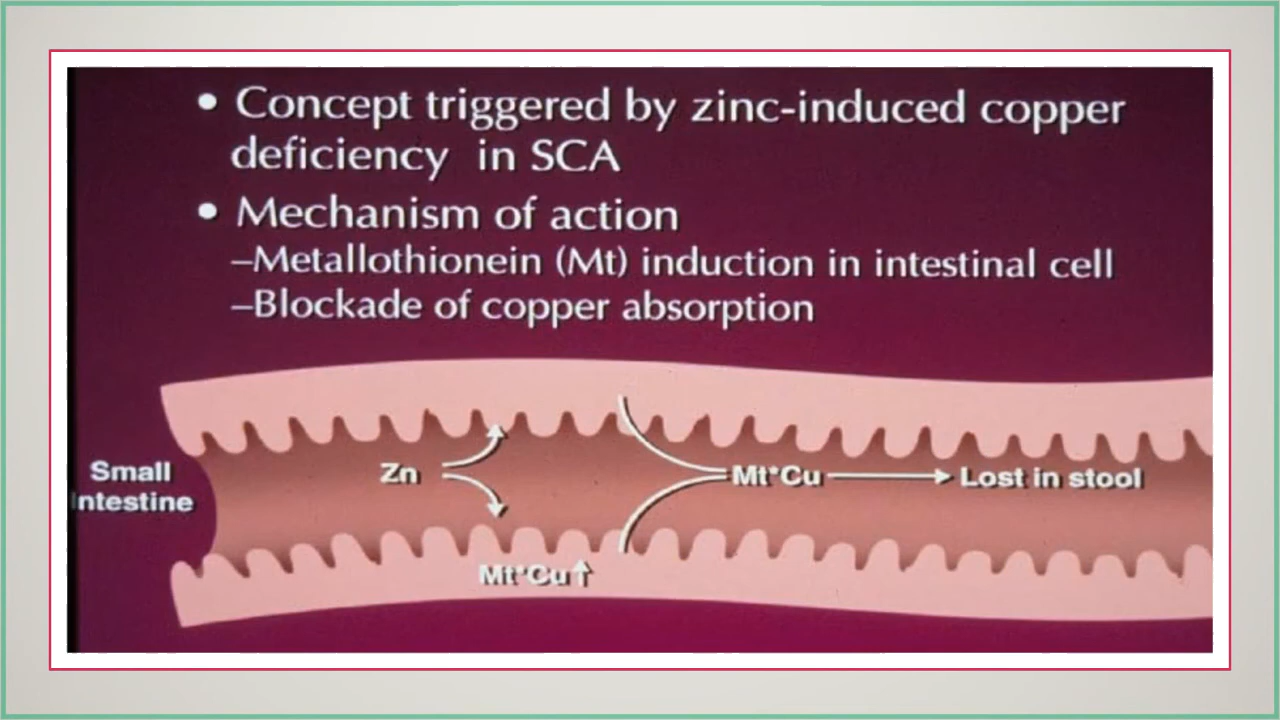 • Concept triggered by zinc-induced copper
deficiency in SCA
• Mechanism of action
–Metallothionein (Mt) induction in intestinal cell
–Blockade of copper absorption
Small
Intestine
Zn
Mt*Cu
Lost in stool
Mt*Cu↑